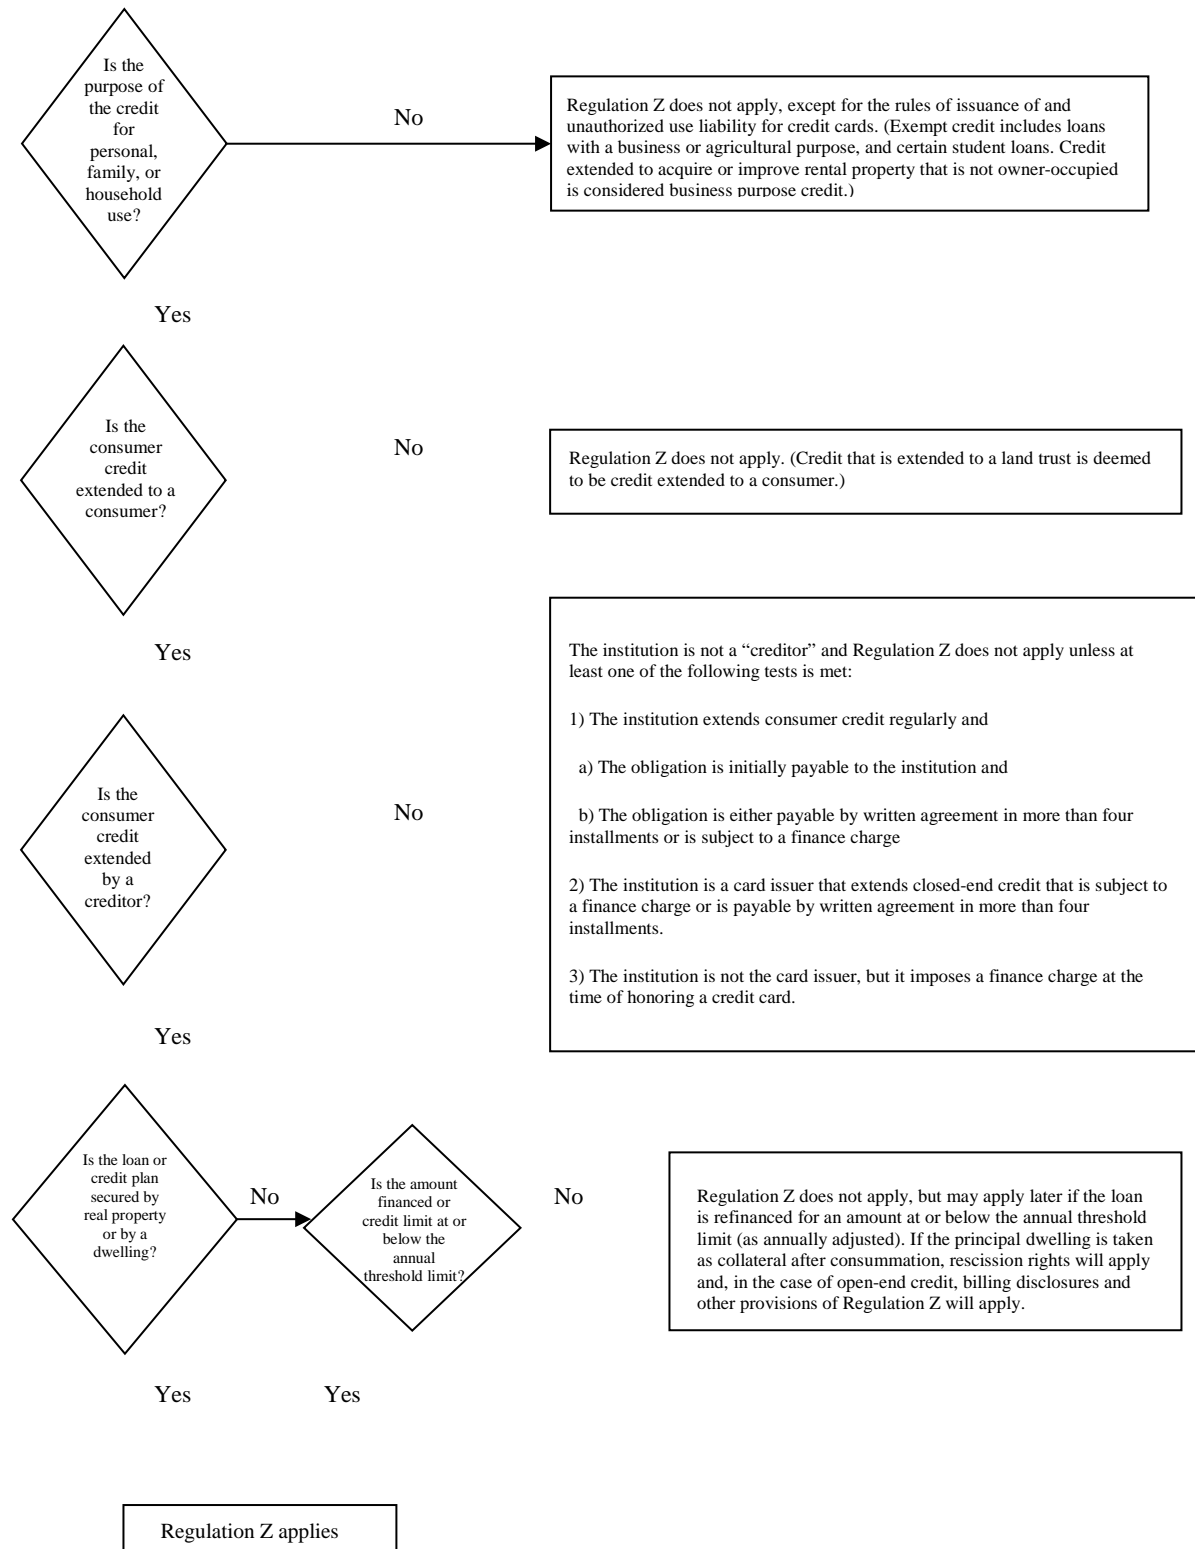 Is the
purpose of
the credit
for
personal,
family, or
household
use?
No
Regulation Z does not apply, except for the rules of issuance of and
unauthorized use liability for credit cards. (Exempt credit includes loans
with a business or agricultural purpose, and certain student loans. Credit
extended to acquire or improve rental property that is not owner-occupied
is considered business purpose credit.)
Yes
Is the
consumer
credit
extended to a
consumer?
No
Regulation Z does not apply. (Credit that is extended to a land trust is deemed
to be credit extended to a consumer.)
Yes
Is the
consumer
credit
extended
by a
creditor?
No
The institution is not a “creditor” and Regulation Z does not apply unless at
least one of the following tests is met:
1) The institution extends consumer credit regularly and
a) The obligation is initially payable to the institution and
b) The obligation is either payable by written agreement in more than four
installments or is subject to a finance charge
2) The institution is a card issuer that extends closed-end credit that is subject to
a finance charge or is payable by written agreement in more than four
installments.
3) The institution is not the card issuer, but it imposes a finance charge at the
time of honoring a credit card.
Yes
Is the loan or
credit plan
secured by
real property
or by a
dwelling?
No
Is the amount
financed or
credit limit at or
below the
annual
threshold limit?
No
Regulation Z does not apply, but may apply later if the loan
is refinanced for an amount at or below the annual threshold
limit (as annually adjusted). If the principal dwelling is taken
as collateral after consummation, rescission rights will apply
and, in the case of open-end credit, billing disclosures and
other provisions of Regulation Z will apply.
Yes
Yes
Regulation Z applies